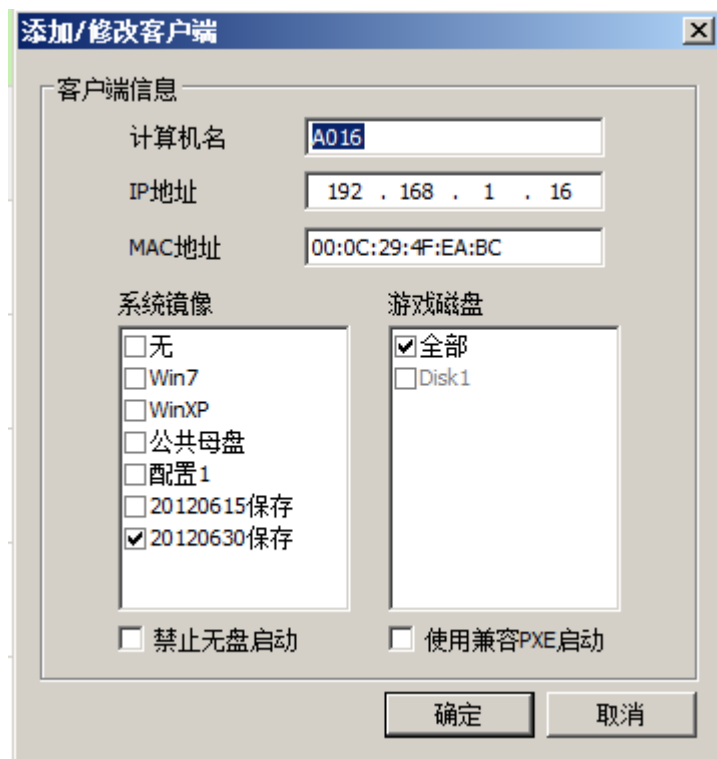 添加/修改客户端
客户端信息
计算机名 A016
IP地址 192 . 168 . 1 . 16
MAC地址 00:0C:29:4F:EA:BC
系统镜像 游戏磁盘
无 全部
Win7 Disk1
WinXP
公共母盘
配置1
20120615保存
20120630保存
禁止无盘启动 使用兼容PXE启动
确定 取消